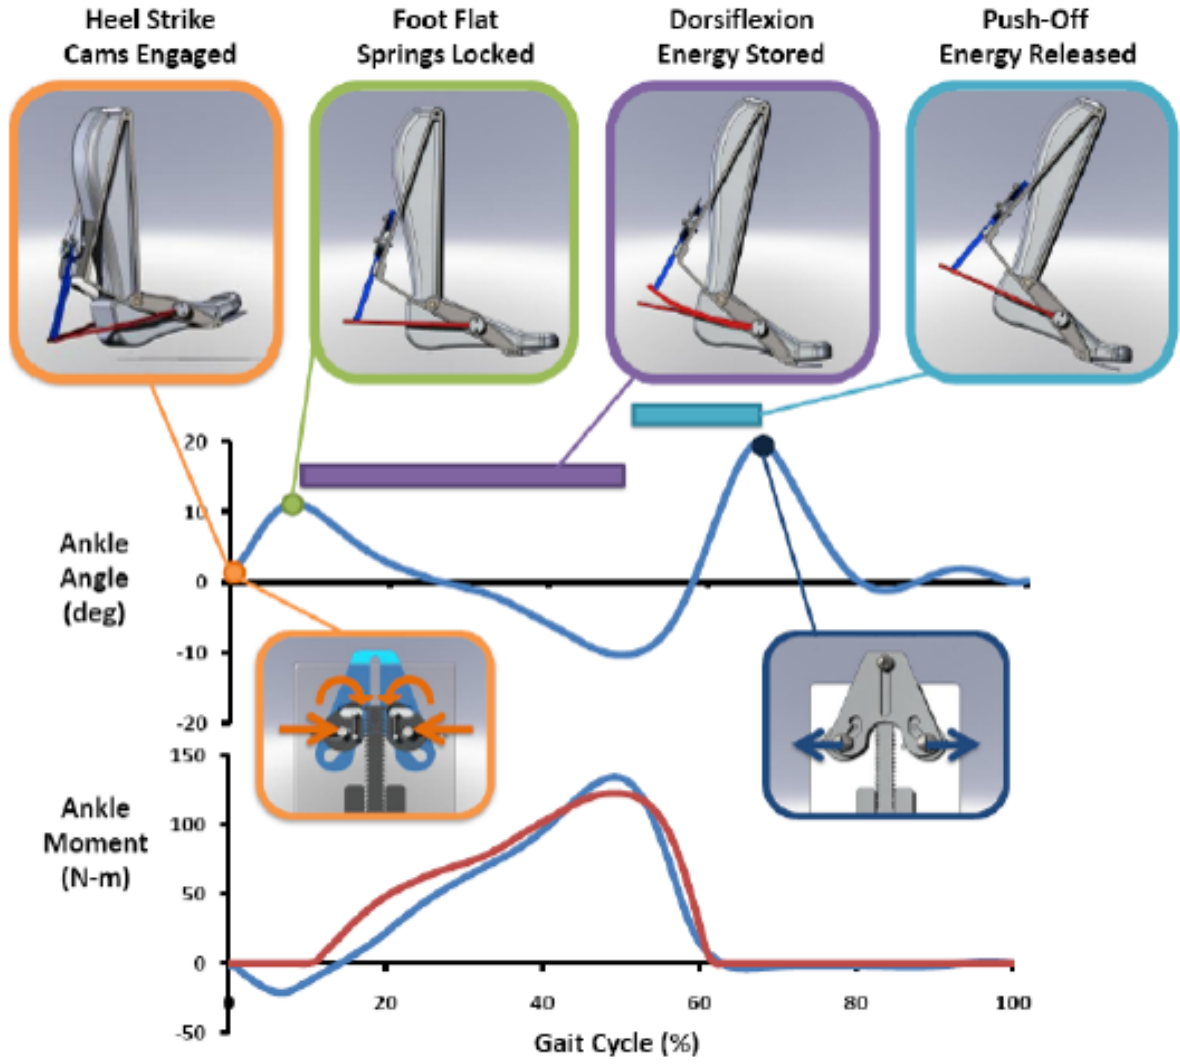 Heel Strike
Cams Engaged
Foot Flat
Springs Locked
Dorsiflexion
Energy Stored
Push-Off
Energy Released
20
10
0
-10
-20
Ankle
Angle
(deg)
150
100
50
0
-50
Ankle
Moment
(N-m)
0
20
40
60
80
100
Gait Cycle (%)